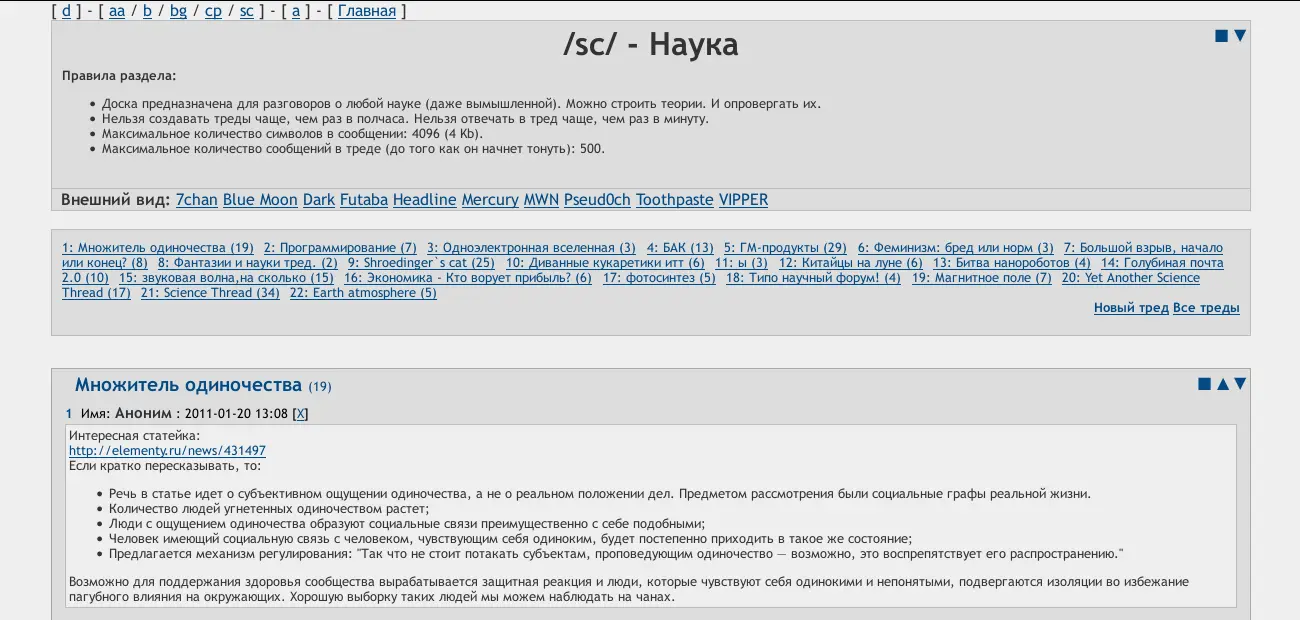 [ d ] - [ aa / b / bg / cp / sc ] - [ a ] - [ Главная ]
/sc/ - Наука
Правила раздела:
• Доска предназначена для разговоров о любой науке (даже вымышленной). Можно строить теории. И опровергать их.
• Нельзя создавать треды чаще, чем раз в полчаса. Нельзя отвечать в тред чаще, чем раз в минуту.
• Максимальное количество символов в сообщении: 4096 (4 Kb).
• Максимальное количество сообщений в треде (до того как он начнет тонуть): 500.
Внешний вид: 7chan Blue Moon Dark Futaba Headline Mercury MWN Pseud0ch Toothpaste VIPPER
1: Множитель одиночества (19) 2: Программирование (7) 3: Одноэлектронная вселенная (3) 4: БАК (13) 5: ГМ-продукты (29) 6: Феминизм: бред или норм (3) 7: Большой взрыв, начало
или конец? (8) 8: Фантазии и науки тред. (2) 9: Shroedinger`s cat (25) 10: Диванные кукаретики итт (6) 11: ы (3) 12: Китайцы на луне (6) 13: Битва нанороботов (4) 14: Голубиная почта
2.0 (10) 15: звуковая волна,на сколько (15) 16: Экономика - Кто ворует прибыль? (6) 17: фотосинтез (5) 18: Типо научный форум! (4) 19: Магнитное поле (7) 20: Yet Another Science
Thread (17) 21: Science Thread (34) 22: Earth atmosphere (5)
Новый тред Все треды
Множитель одиночества (19)
1 Имя: Аноним : 2011-01-20 13:08 [X]
Интересная статейка:
http://elementy.ru/news/431497
Если кратко пересказывать, то:
• Речь в статье идет о субъективном ощущении одиночества, а не о реальном положении дел. Предметом рассмотрения были социальные графы реальной жизни.
• Количество людей угнетенных одиночеством растет;
• Люди с ощущением одиночества образуют социальные связи преимущественно с себе подобными;
• Человек имеющий социальную связь с человеком, чувствующим себя одиноким, будет постепенно приходить в такое же состояние;
• Предлагается механизм регулирования: "Так что не стоит потакать субъектам, проповедующим одиночество — возможно, это воспрепятствует его распространению."
Возможно для поддержания здоровья сообщества вырабатывается защитная реакция и люди, которые чувствуют себя одинокими и непонятыми, подвергаются изоляции во избежание
пагубного влияния на окружающих. Хорошую выборку таких людей мы можем наблюдать на чанах.